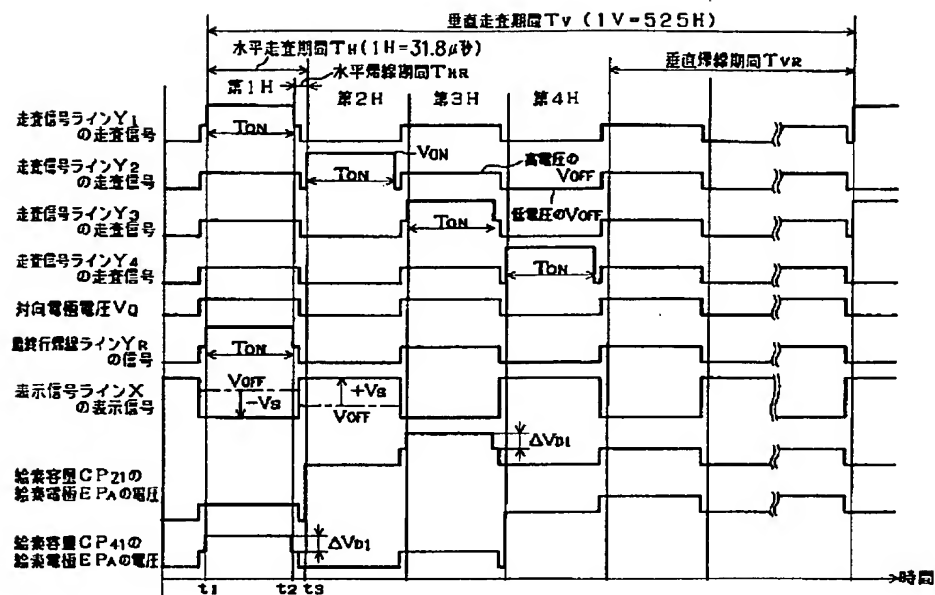 垂直走査期間TV (1V=525H)
水平走査期間TH(1H=31.8μ秒)
水平帰線期間THR
垂直帰線期間TVR
第1H
第2H
第3H
第4H
走査信号ラインY1
の走査信号
TON
走査信号ラインY2
の走査信号
TON
VON
高電圧の
VOFF
低電圧のVOFF
走査信号ラインY3
の走査信号
TON
走査信号ラインY4
の走査信号
TON
対向電極電圧VQ
最終行帰線ラインYR
の信号
TON
表示信号ラインX
の表示信号
VOFF
-VS
+VS
VOFF
ΔVD1
絵素容量CP21の
絵素電極EPAの電圧
絵素容量CP41の
絵素電極EPAの電圧
ΔVD1
t1
t2
t3
時間